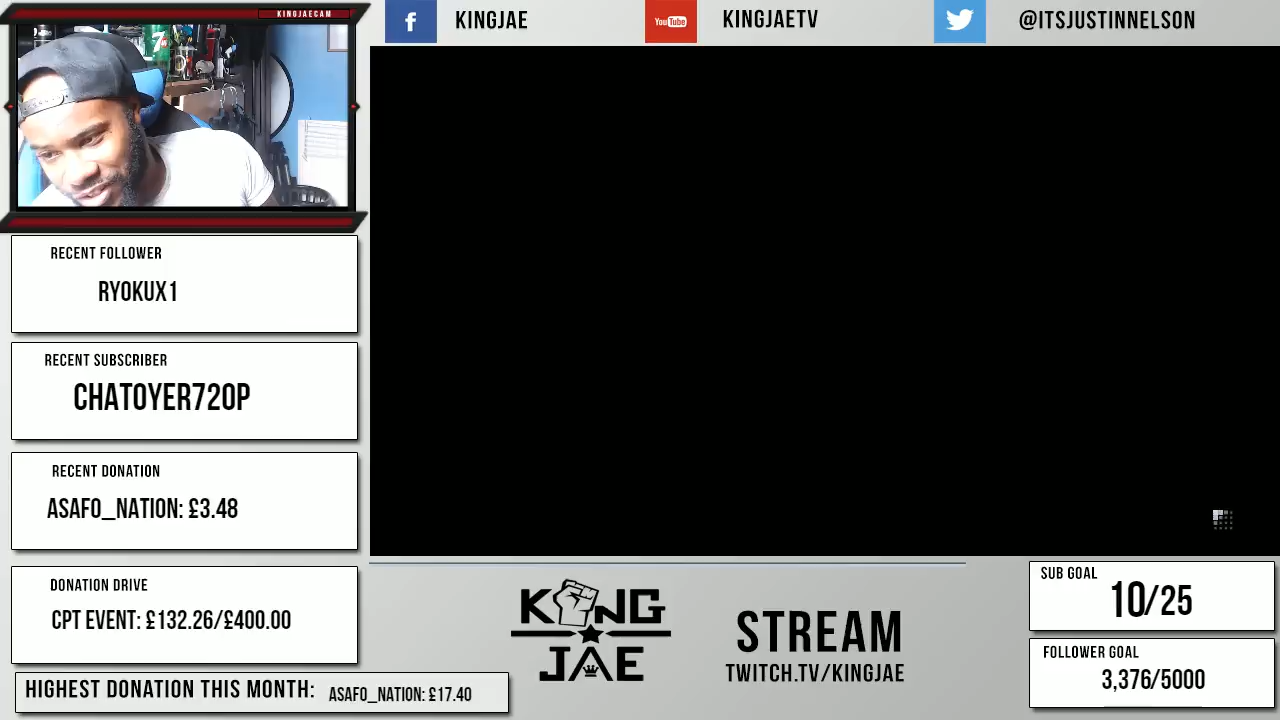 KINGJAECAM
KINGJAE
YouTube
KINGJAETV
@ITSJUSTINNELSON
RECENT FOLLOWER
RYOKUX1
RECENT SUBSCRIBER
CHATOYER720P
RECENT DONATION
ASAFO_NATION: £3.48
DONATION DRIVE
CPT EVENT: £132.26/£400.00
HIGHEST DONATION THIS MONTH: ASAFO_NATION: £17.40
KING
JAE
STREAM
TWITCH.TV/KINGJAE
SUB GOAL
10/25
FOLLOWER GOAL
3,376/5000